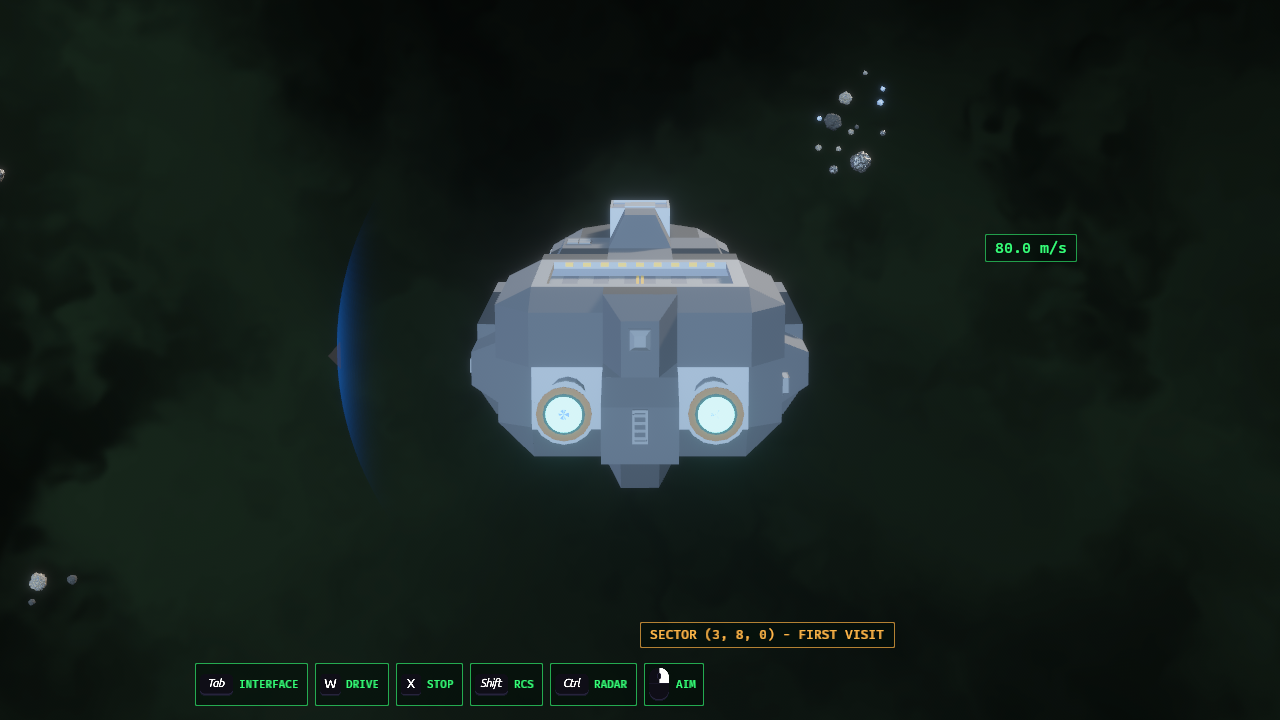 80.0 m/s
SECTOR (3, 8, 0) - FIRST VISIT
Tab INTERFACE W DRIVE X STOP Shift RCS Ctrl RADAR AIM